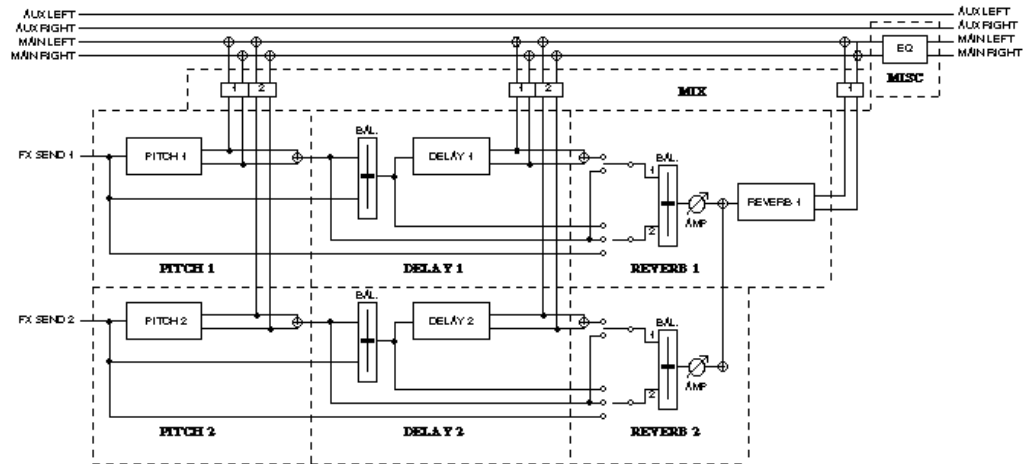 AUX LEFT AUX LEFT
AUX RIGHT AUX RIGHT
MAIN LEFT MAIN LEFT
MAIN RIGHT MAIN RIGHT
EQ
MISC
1 2 1 2 MIX 1
FX SEND 1 PITCH 1 BAL. DELAY 1 BAL. 1 2 AMP REVERB 1
PITCH 1 DELAY 1 REVERB 1
FX SEND 2 PITCH 2 BAL. DELAY 2 BAL. 1 2 AMP
PITCH 2 DELAY 2 REVERB 2